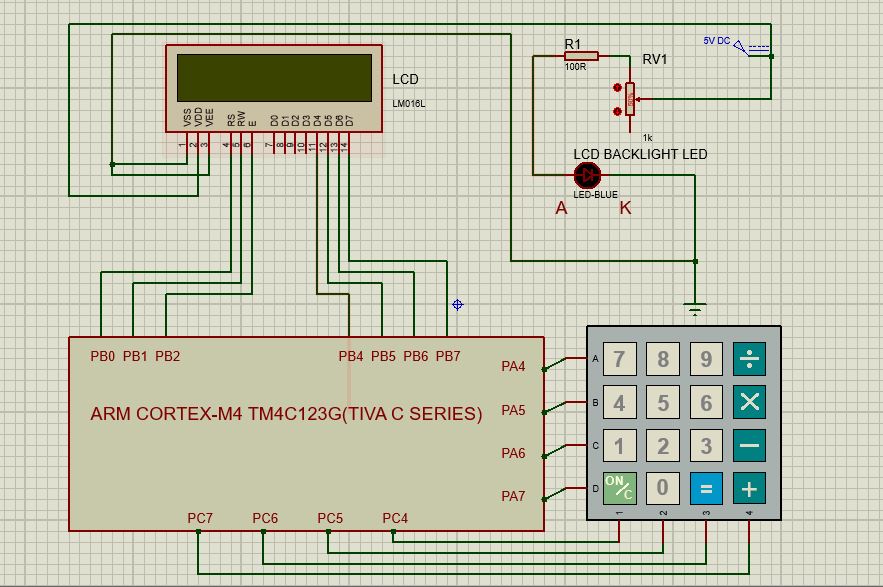 R1
100R
RV1
50%
1k
5V DC
LCD
LM016L
VSS VDD VEE RS RW E D0 D1 D2 D3 D4 D5 D6 D7
1 2 3 4 5 6 7 8 9 10 11 12 13 14
LCD BACKLIGHT LED
LED-BLUE
A K
PB0 PB1 PB2 PB4 PB5 PB6 PB7
PA4
ARM CORTEX-M4 TM4C123G(TIVA C SERIES)
PA5
PA6
PA7
PC7 PC6 PC5 PC4
A 7 8 9 ÷
B 4 5 6 ×
C 1 2 3 −
D ON/C 0 = +
1 2 3 4